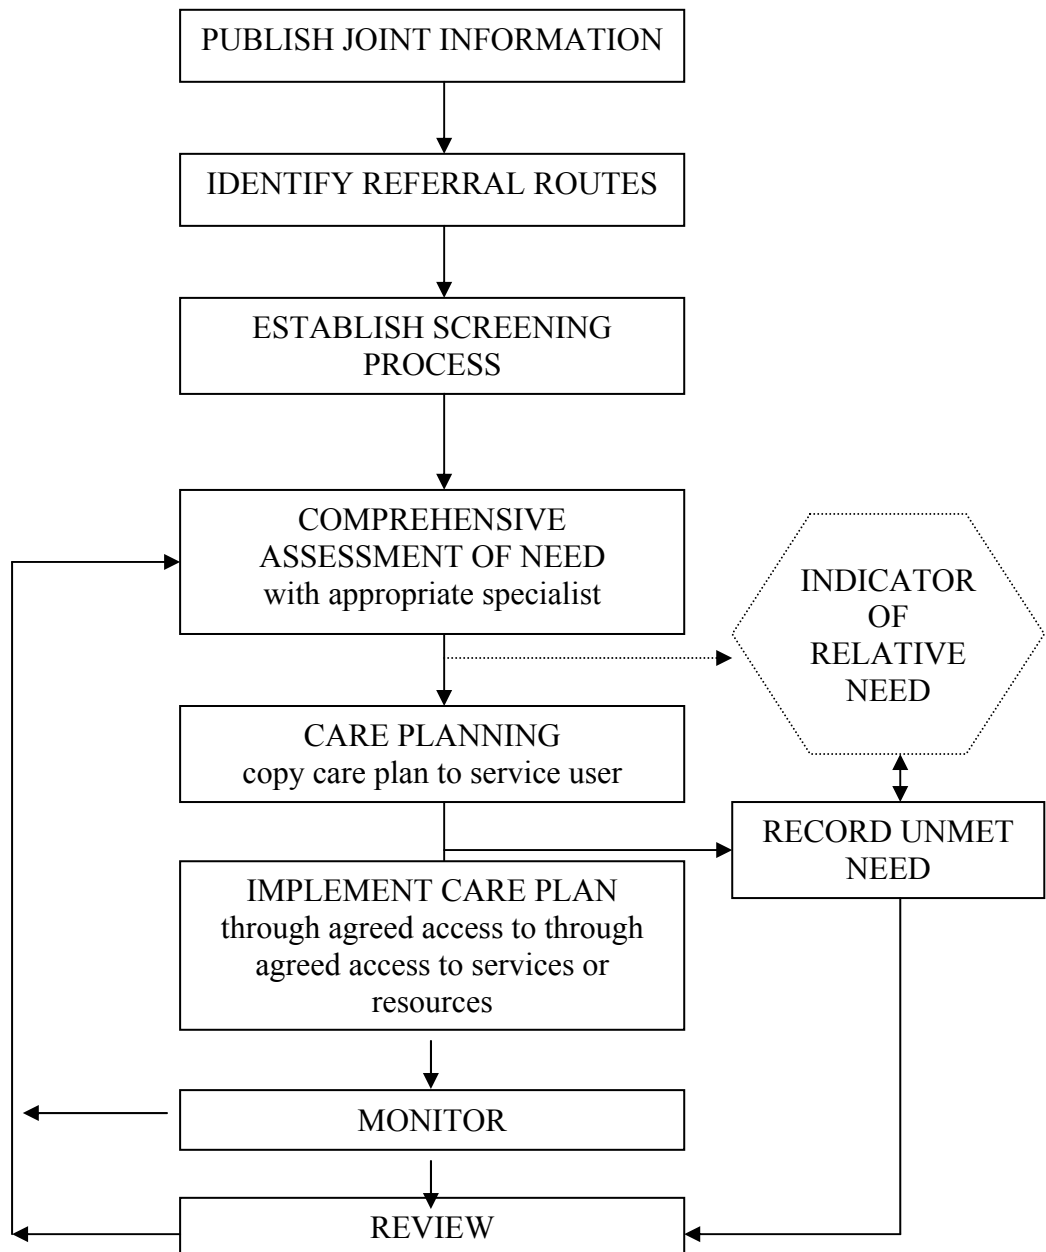 PUBLISH JOINT INFORMATION
IDENTIFY REFERRAL ROUTES
ESTABLISH SCREENING
PROCESS
COMPREHENSIVE
ASSESSMENT OF NEED
with appropriate specialist
INDICATOR
OF
RELATIVE
NEED
CARE PLANNING
copy care plan to service user
RECORD UNMET
NEED
IMPLEMENT CARE PLAN
through agreed access to through
agreed access to services or
resources
MONITOR
REVIEW